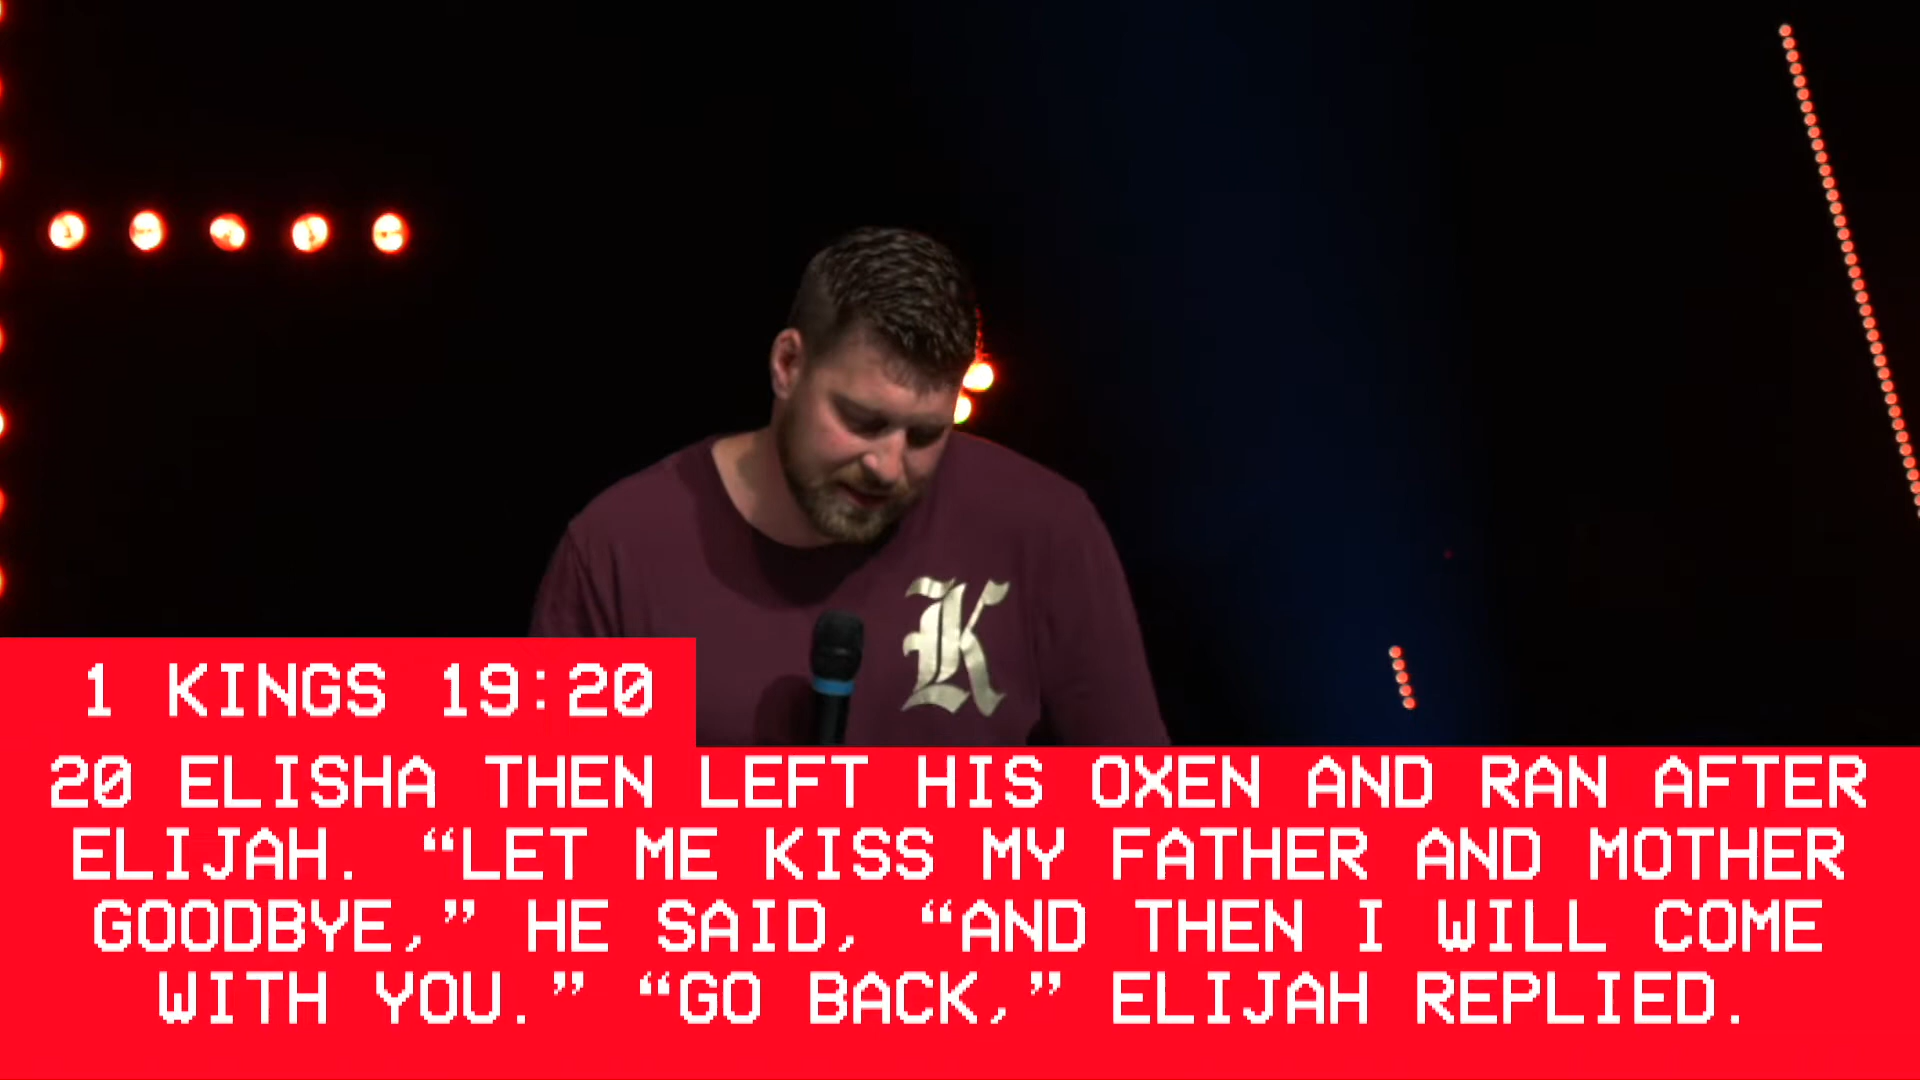 K
1 KINGS 19:20
20 ELISHA THEN LEFT HIS OXEN AND RAN AFTER
ELIJAH. “LET ME KISS MY FATHER AND MOTHER
GOODBYE,” HE SAID, “AND THEN I WILL COME
WITH YOU.” “GO BACK,” ELIJAH REPLIED.